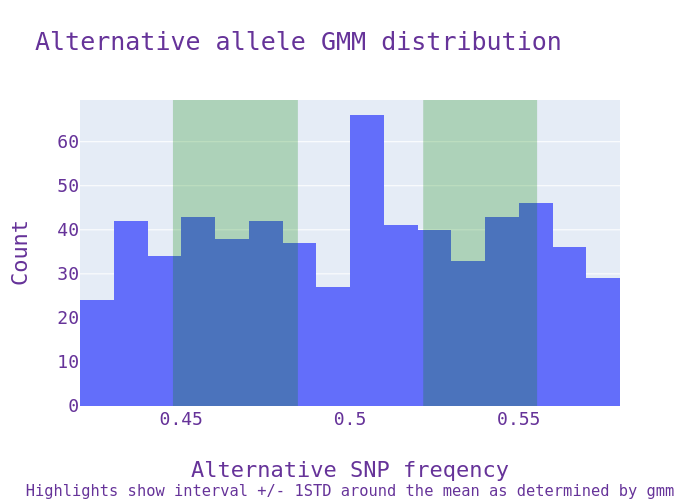 Alternative allele GMM distribution
60
50
40
30
20
10
0
Count
0.45
0.5
0.55
Alternative SNP freqency
Highlights show interval +/- 1STD around the mean as determined by gmm